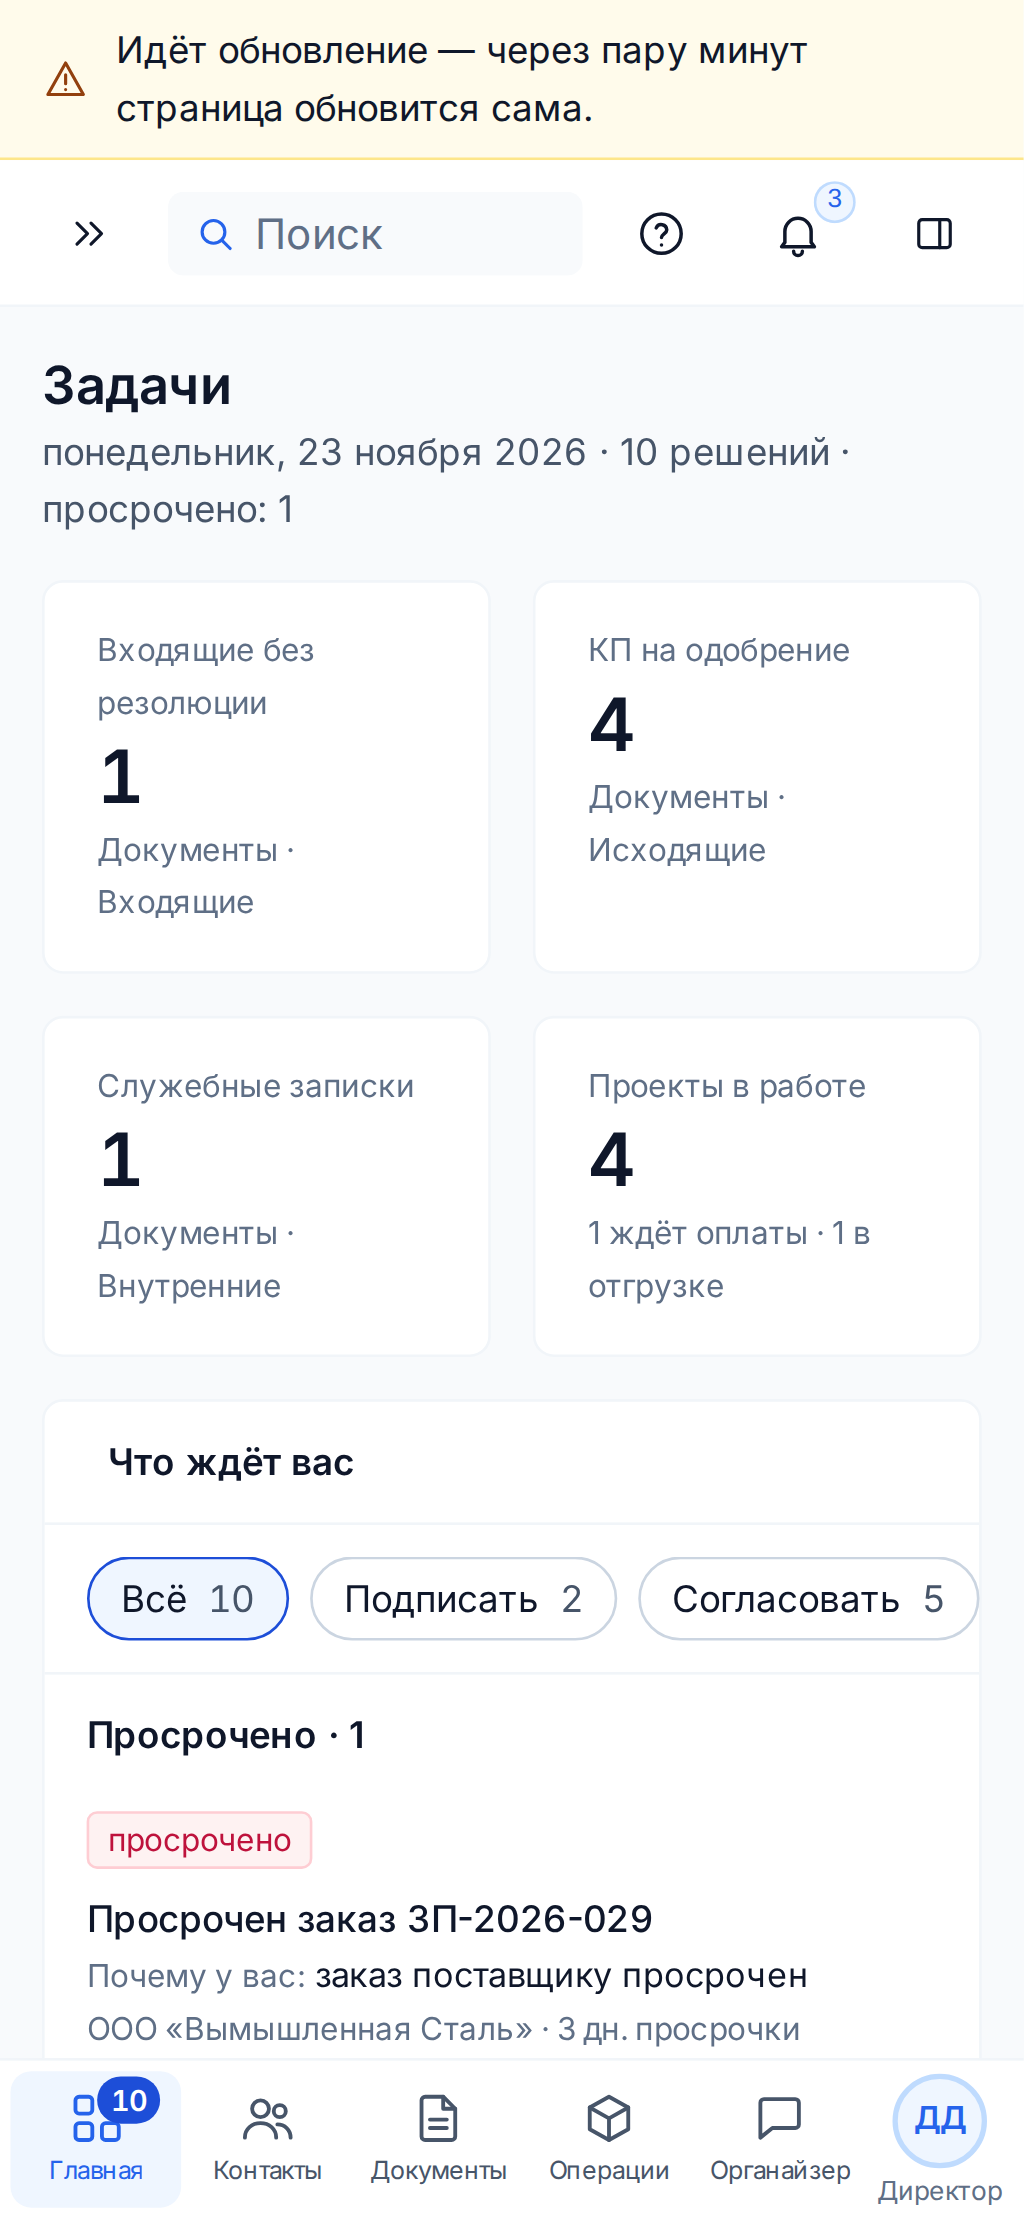 Идёт обновление — через пару минут
страница обновится сама.
Поиск
3
Задачи
понедельник, 23 ноября 2026 · 10 решений ·
просрочено: 1
Входящие без
резолюции
1
Документы ·
Входящие
КП на одобрение
4
Документы ·
Исходящие
Служебные записки
1
Документы ·
Внутренние
Проекты в работе
4
1 ждёт оплаты · 1 в
отгрузке
Что ждёт вас
Всё 10
Подписать 2
Согласовать 5
Просрочено · 1
просрочено
Просрочен заказ ЗП-2026-029
Почему у вас: заказ поставщику просрочен
ООО «Вымышленная Сталь» · 3 дн. просрочки
10
Главная
Контакты
Документы
Операции
Органайзер
ДД
Директор